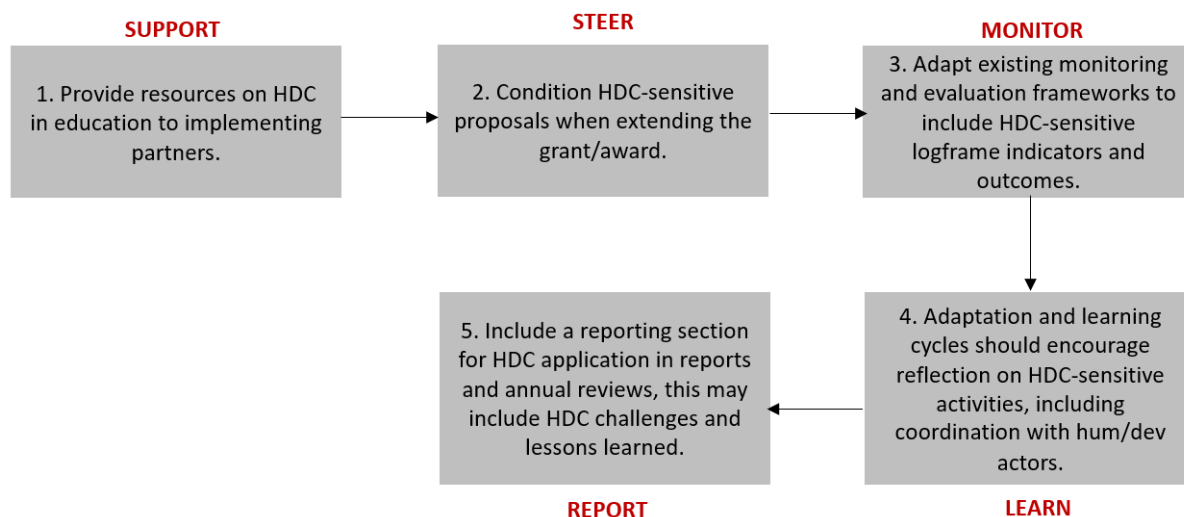 SUPPORT
1. Provide resources on HDC
in education to implementing
partners.
STEER
2. Condition HDC-sensitive
proposals when extending the
grant/award.
MONITOR
3. Adapt existing monitoring
and evaluation frameworks to
include HDC-sensitive
logframe indicators and
outcomes.
4. Adaptation and learning
cycles should encourage
reflection on HDC-sensitive
activities, including
coordination with hum/dev
actors.
LEARN
5. Include a reporting section
for HDC application in reports
and annual reviews, this may
include HDC challenges and
lessons learned.
REPORT